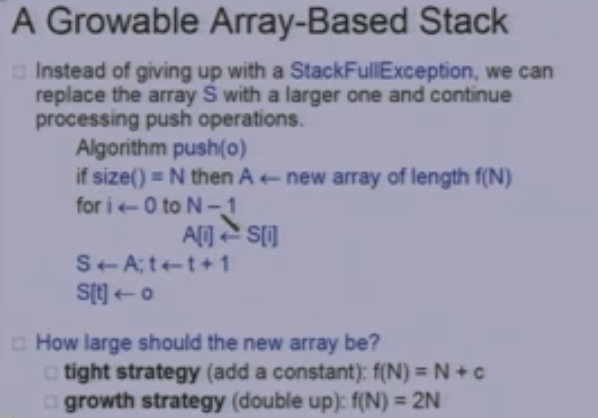 A Growable Array-Based Stack
Instead of giving up with a StackFullException, we can
replace the array S with a larger one and continue
processing push operations.
Algorithm push(o)
if size() = N then A ← new array of length f(N)
for i ← 0 to N – 1
A[i] ← S[i]
S ← A; t ← t + 1
S[t] ← o
How large should the new array be?
tight strategy (add a constant): f(N) = N + c
growth strategy (double up): f(N) = 2N